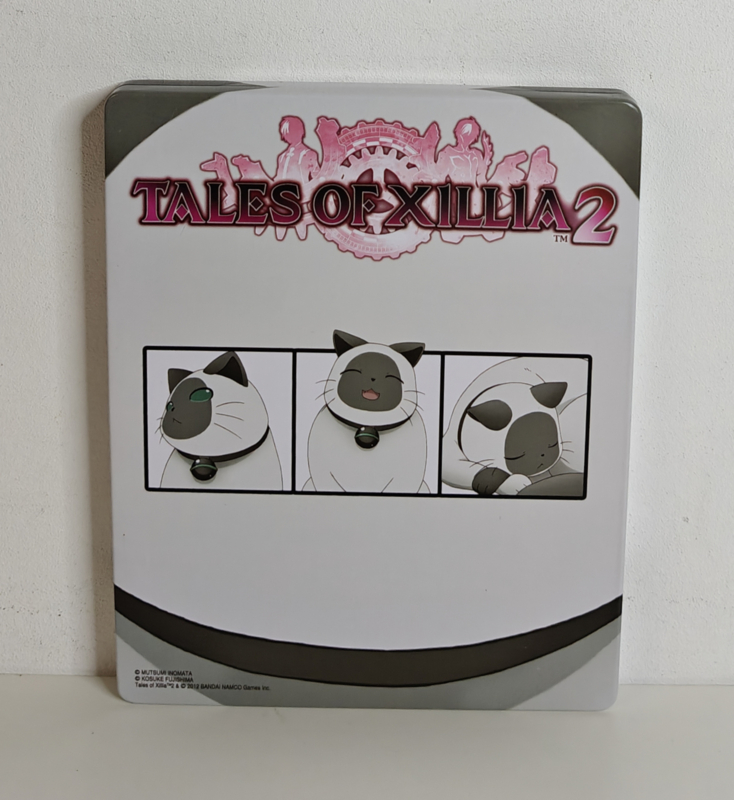 TALES OF XILLIA 2
™
© MUTSUMI INOMATA
© KOSUKE FUJISHIMA
Tales of Xillia™2 & © 2012 BANDAI NAMCO Games Inc.